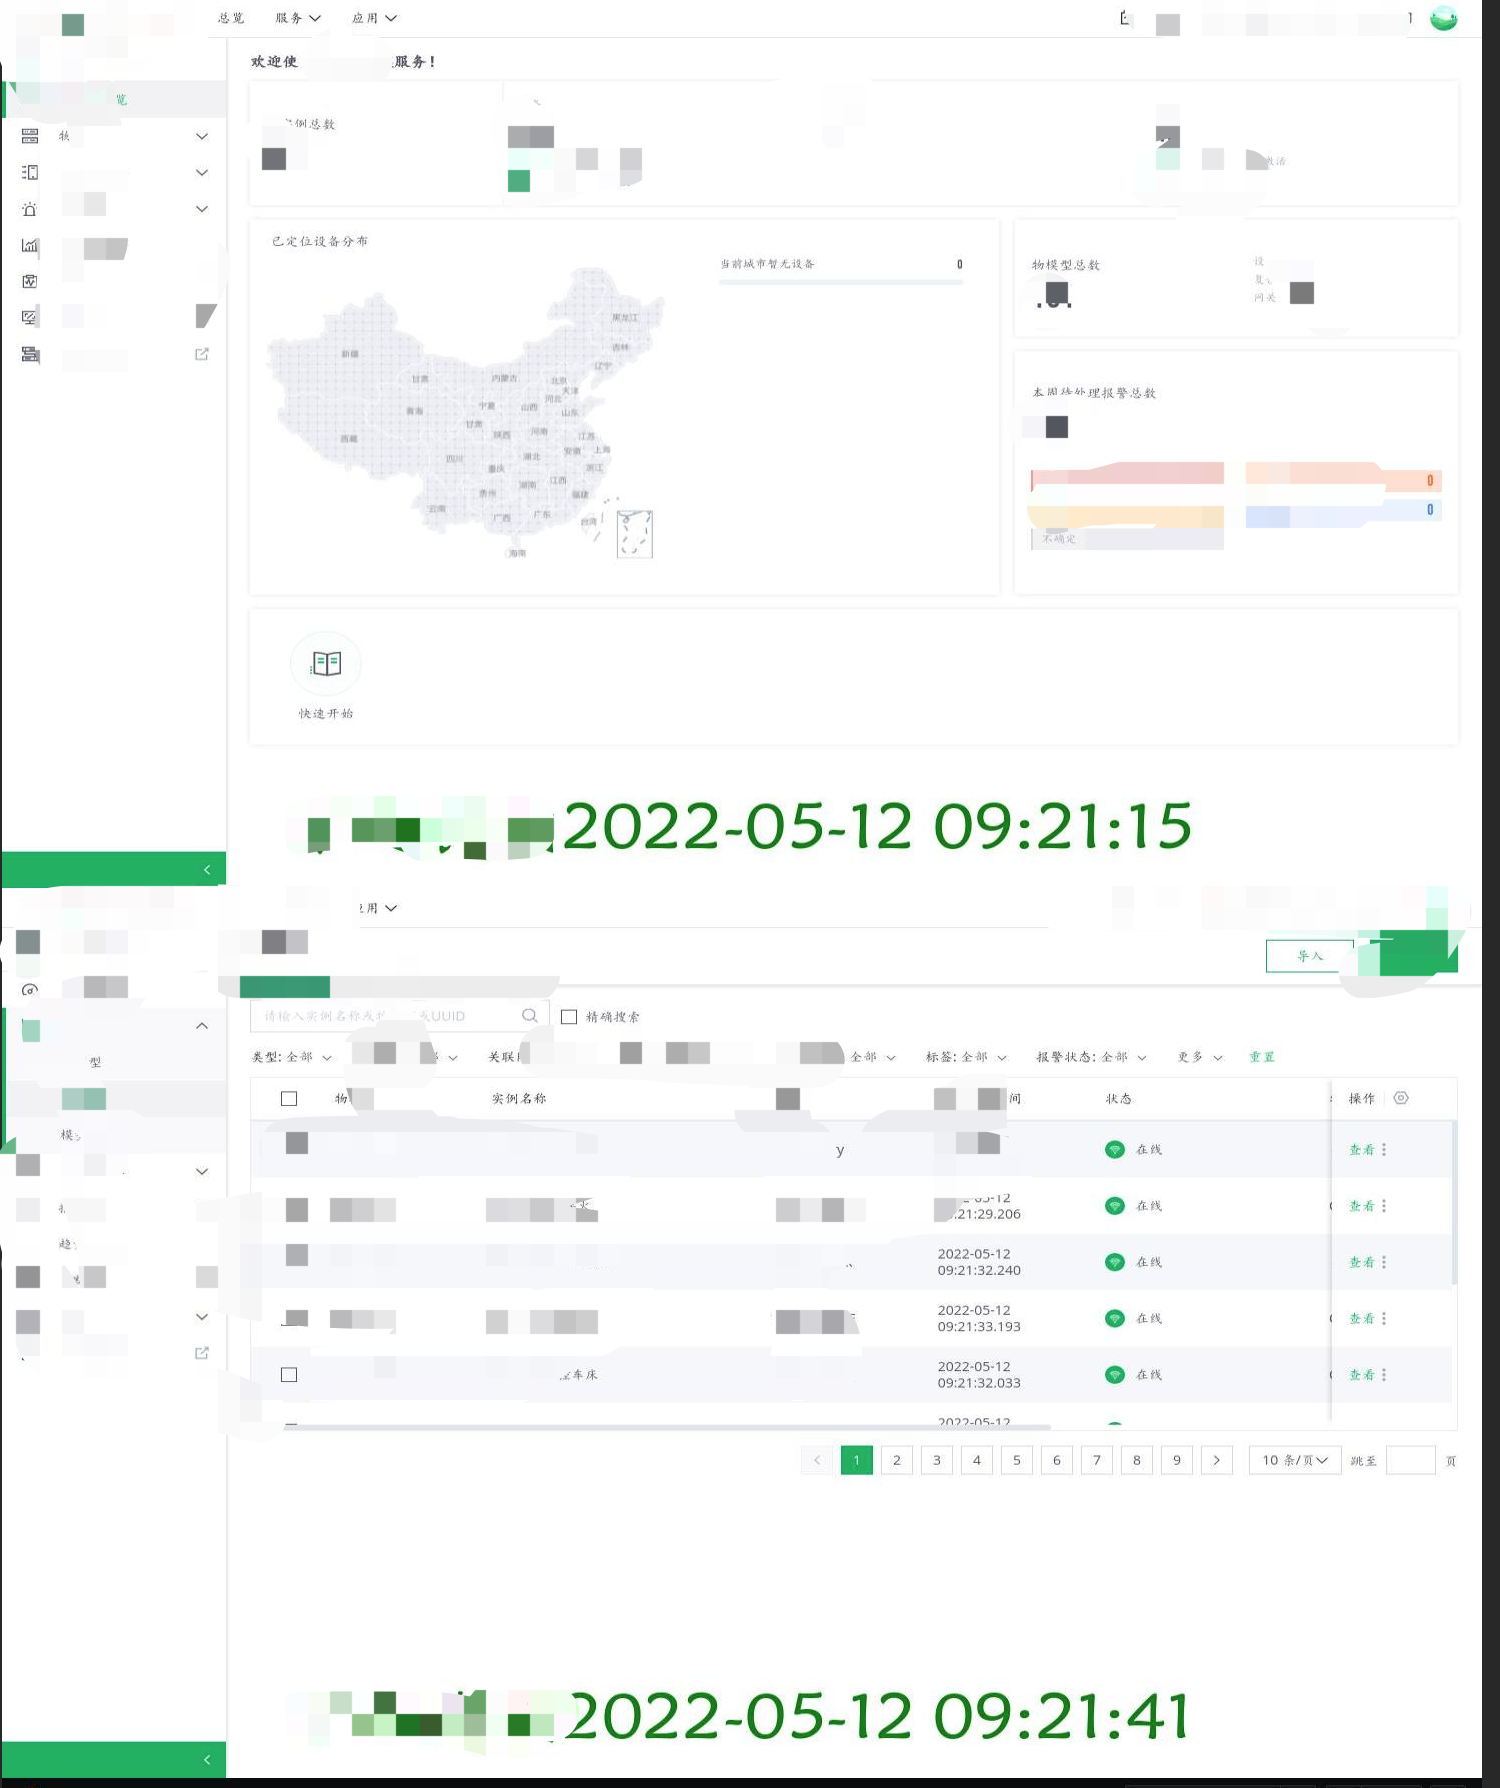 总览 服务 应用
欢迎使 服务!
览
例总数
已定位设备分布
当前城市暂无设备 0
物模型总数
设
网关
黑龙江
吉林
辽宁
新疆
甘肃
内蒙古
北京
天津
河北
宁夏
山西
山东
青海
甘肃
陕西
河南
江苏
西藏
四川
湖北
安徽
上海
重庆
浙江
湖南
江西
贵州
福建
云南
广西
广东
台湾
海南
处理报警总数
0
0
不确定
快速开始
2022-05-12 09:21:15
用
导入
请输入实例名称或 或UUID
精确搜索
类型: 全部 关联 全部 标签: 全部 报警状态: 全部 更多 重置
型
物 实例名称 间 状态 操作
模
y 在线 查看
05-12
:21:29.206 在线 查看
趋
2022-05-12
09:21:32.240 在线 查看
2022-05-12
09:21:33.193 在线 查看
车床 2022-05-12
09:21:32.033 在线 查看
2022-05-12
1 2 3 4 5 6 7 8 9 10 条/页 跳至 页
2022-05-12 09:21:41